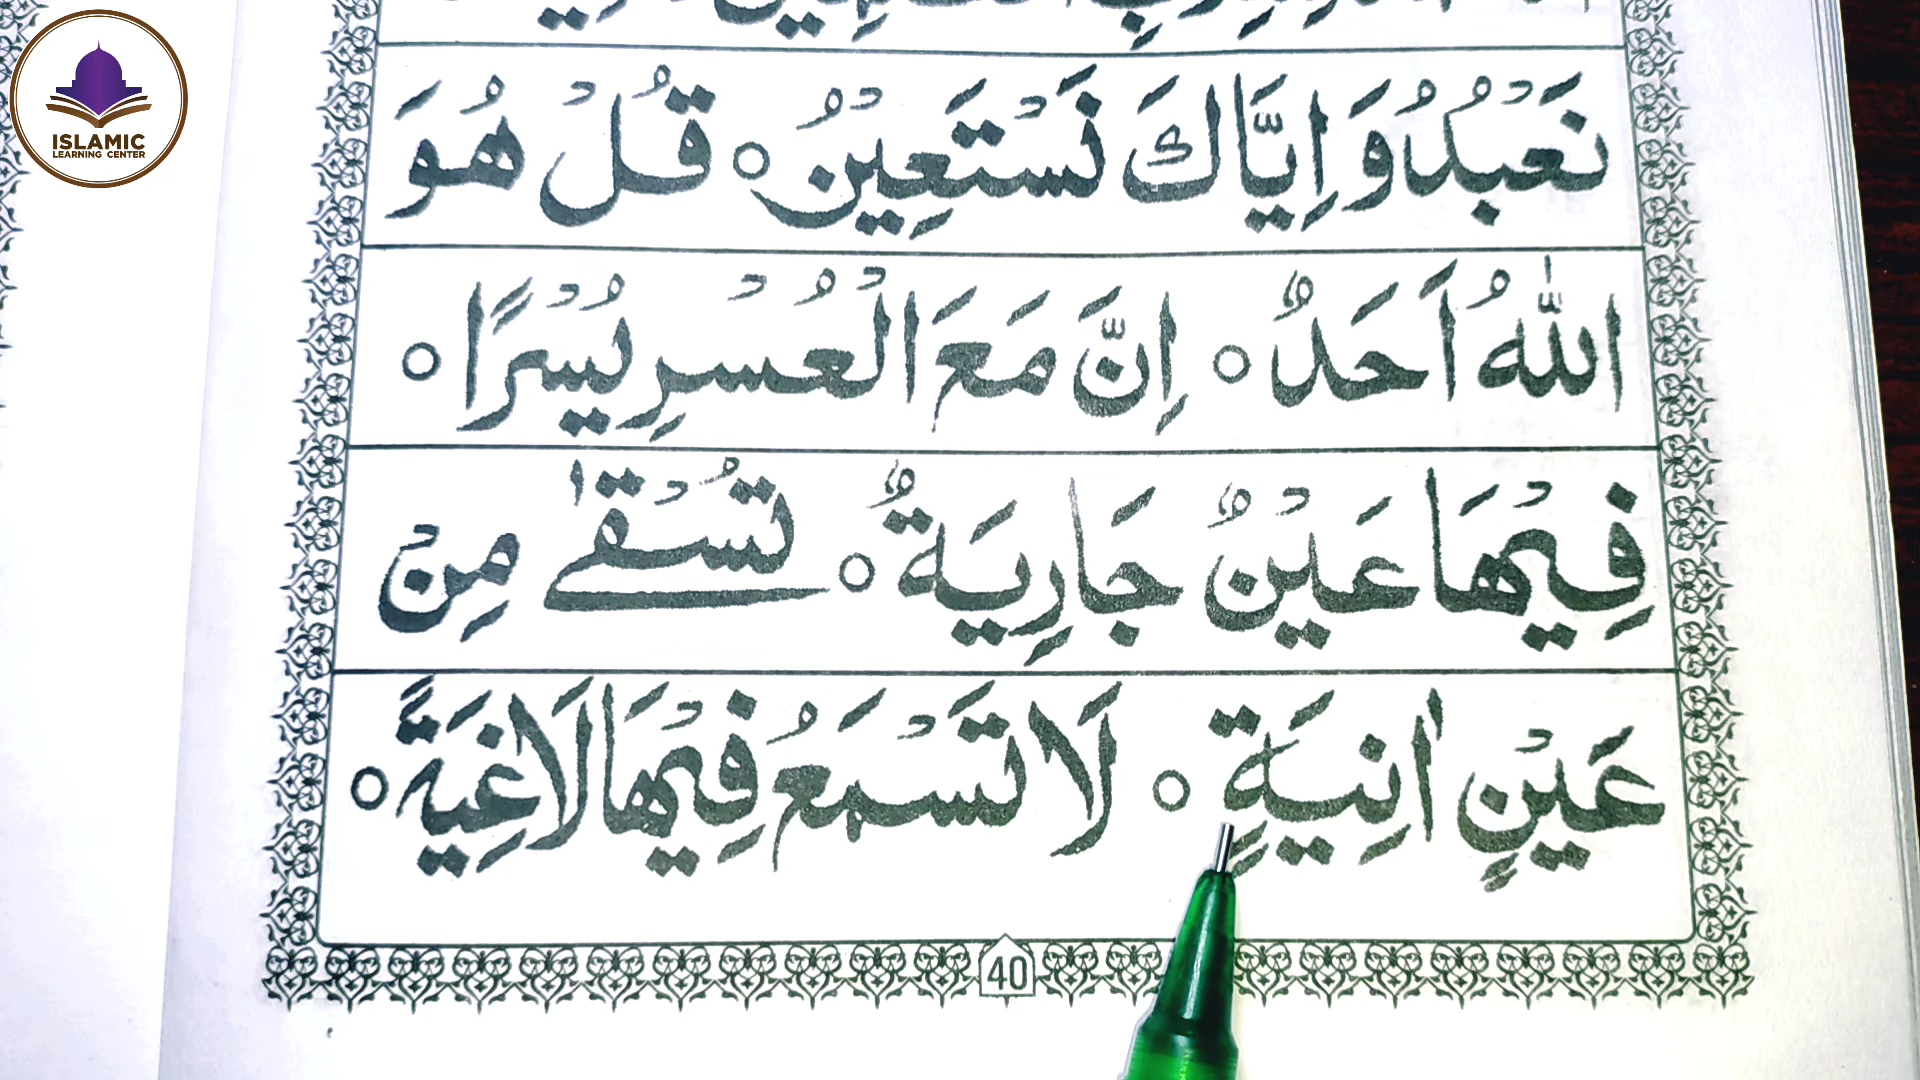 ISLAMIC
LEARNING CENTER
نَعْبُدُ وَ اِيَّاكَ نَسْتَعِيْنُ ○ قُلْ هُوَ
اللّٰهُ اَحَدٌ ○ اِنَّ مَعَ الْعُسْرِ يُسْرًا ○
فِيْهَا عَيْنٌ جَارِيَةٌ ○ تُسْقٰى مِنْ
عَيْنٍ اٰنِيَةٍ ○ لَا تَسْمَعُ فِيْهَا لَاغِيَةً ○
40